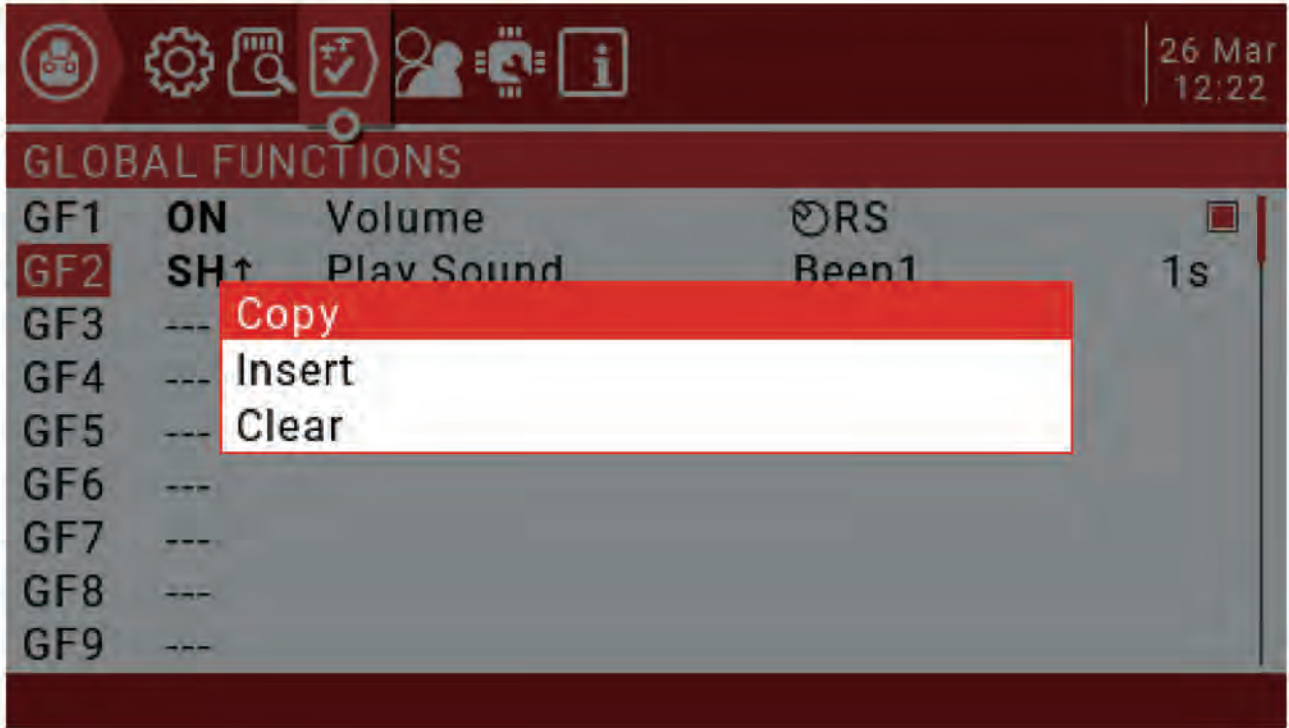 26 Mar
12:22
GLOBAL FUNCTIONS
GF1 ON Volume RS
GF2 SH↑ Play Sound Beep1 1s
GF3 ---
Copy
GF4 ---
Insert
GF5 ---
Clear
GF6 ---
GF7 ---
GF8 ---
GF9 ---